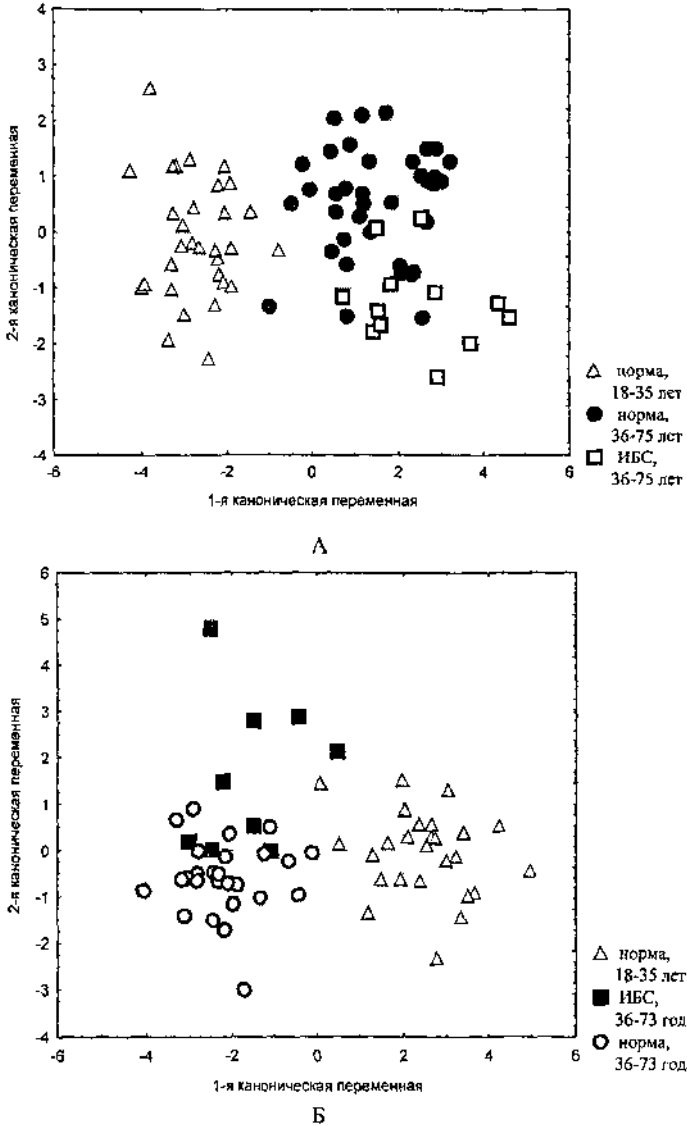 4
3
2
1
0
-1
-2
-3
-4
2-я каноническая переменная
-6
-4
-2
0
2
4
6
1-я каноническая переменная
норма,
18-35 лет
норма,
36-75 лет
ИБС,
36-75 лет
А
6
5
4
3
2
1
0
-1
-2
-3
-4
2-я каноническая переменная
-6
-4
-2
0
2
4
6
1-я каноническая переменная
норма,
18-35 лет
ИБС,
36-73 год
норма,
36-73 год
Б